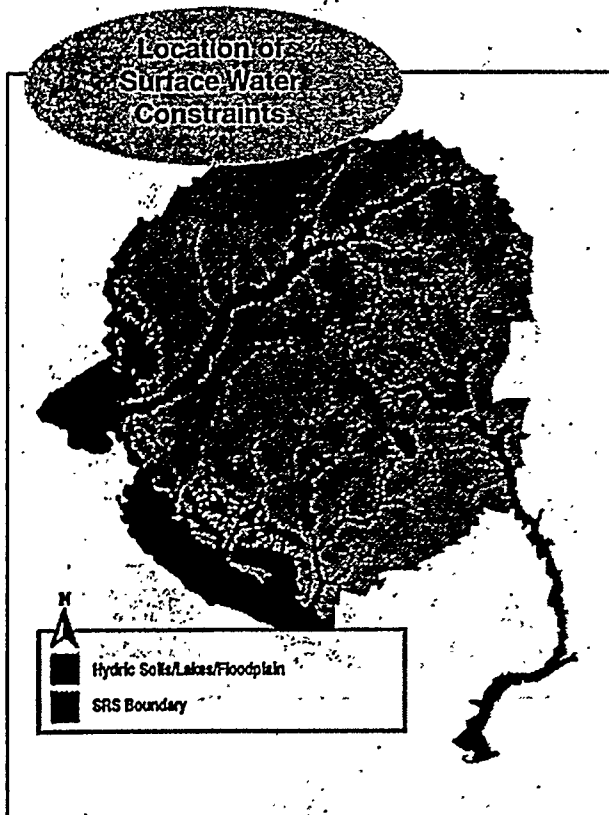 Location of
Surface Water
Constraints
N
Hydric Soils/Lakes/Floodplain
SRS Boundary